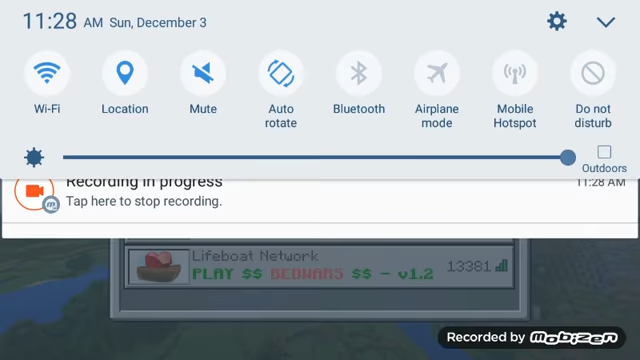 11:28 AM Sun, December 3
Wi-Fi
Location
Mute
Auto rotate
Bluetooth
Airplane mode
Mobile Hotspot
Do not disturb
Outdoors
Recording in progress
11:28 AM
Tap here to stop recording.
Lifeboat Network
PLAY $$ BEDWARS $$ - v1.2
13381
Recorded by Mobizen